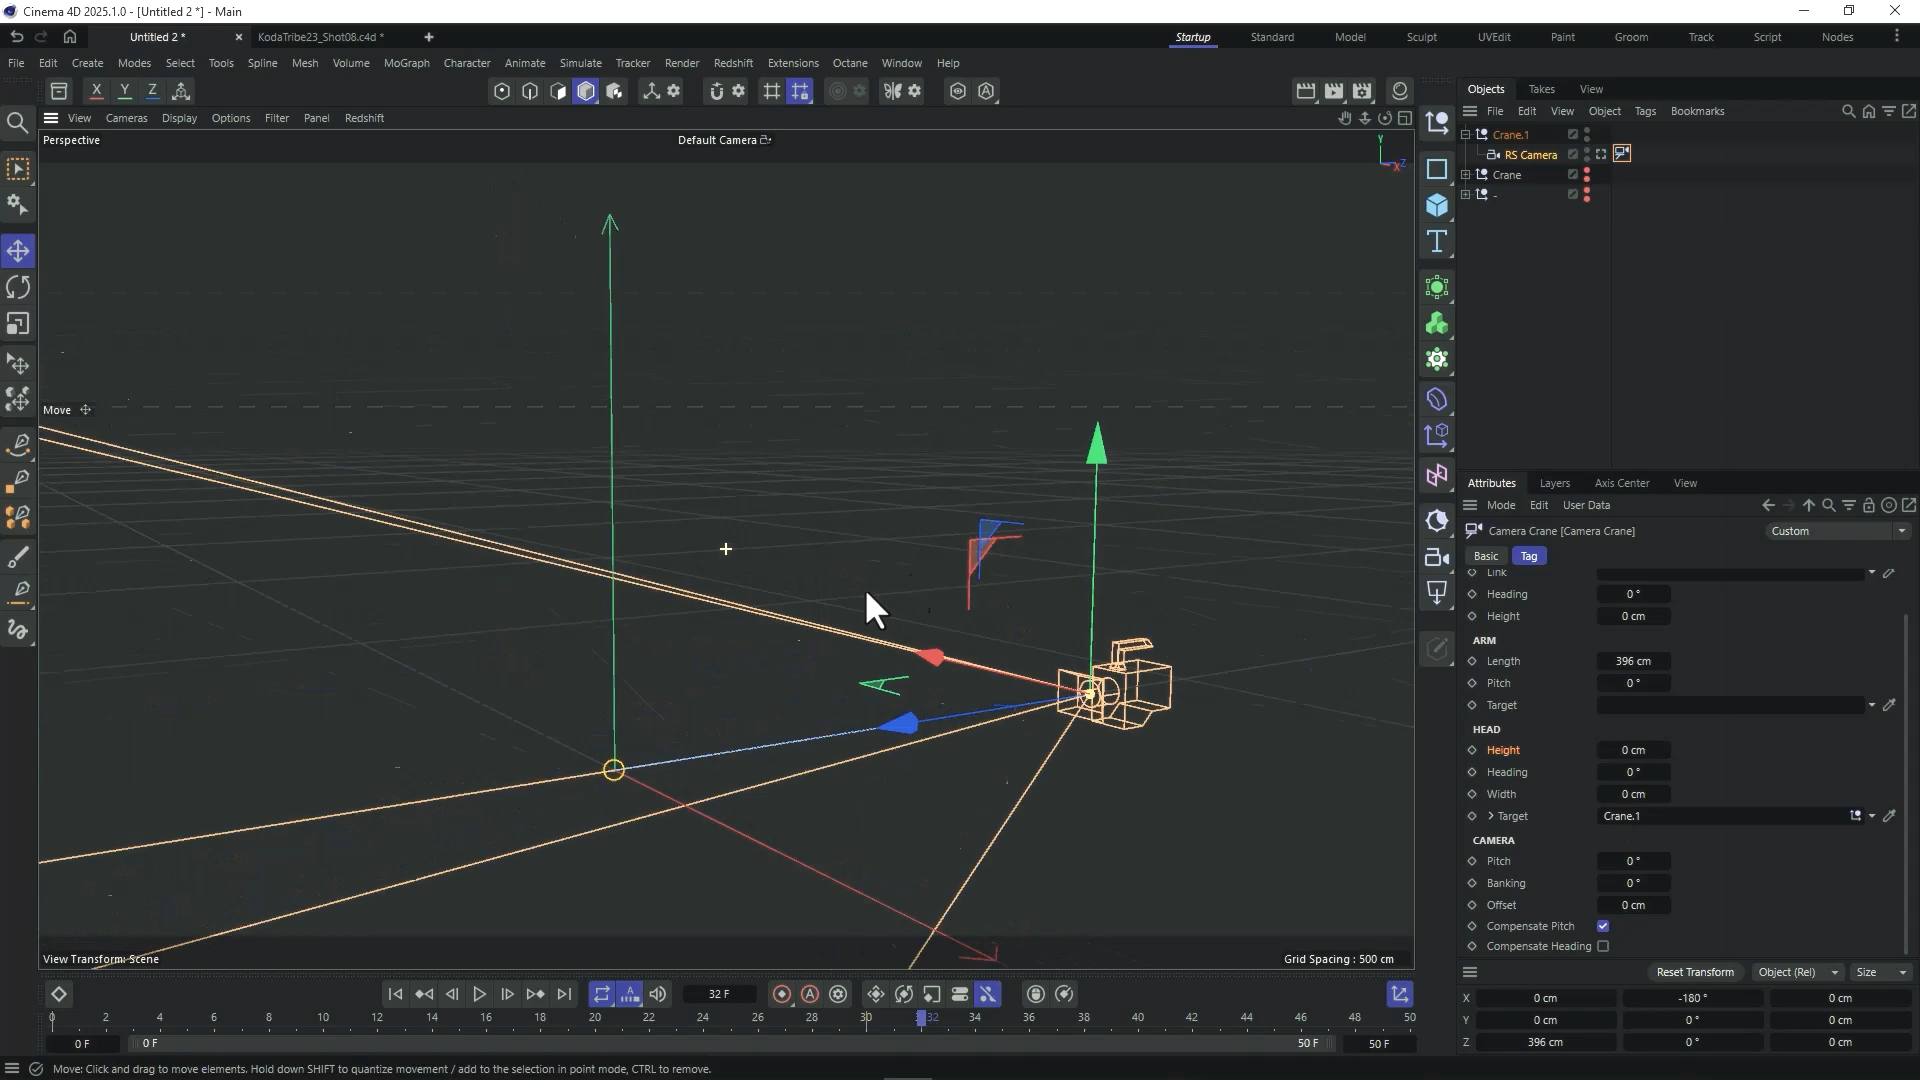 Cinema 4D 2025.1.0 - [Untitled 2 *] - Main
Untitled 2 *
KodaTribe23_Shot08.c4d *
Startup Standard Model Sculpt UVEdit Paint Groom Track Script Nodes
File Edit Create Modes Select Tools Spline Mesh Volume MoGraph Character Animate Simulate Tracker Render Redshift Extensions Octane Window Help
X Y Z
Objects Takes View
View Cameras Display Options Filter Panel Redshift
File Edit View Object Tags Bookmarks
Perspective
Default Camera
Y
Z
X
Crane.1
RS Camera
Crane
-
Move
Attributes Layers Axis Center View
Mode Edit User Data
Camera Crane [Camera Crane]
Custom
Basic Tag
Link
Heading 0 °
Height 0 cm
ARM
Length 396 cm
Pitch 0 °
Target
HEAD
Height 0 cm
Heading 0 °
Width 0 cm
Target Crane.1
CAMERA
Pitch 0 °
Banking 0 °
Offset 0 cm
Compensate Pitch
Compensate Heading
View Transform: Scene
Grid Spacing : 500 cm
Reset Transform Object (Rel) Size
32 F
X 0 cm -180 ° 0 cm
Y 0 cm 0 ° 0 cm
Z 396 cm 0 ° 0 cm
0 2 4 6 8 10 12 14 16 18 20 22 24 26 28 30 32 34 36 38 40 42 44 46 48 50
0 F 0 F 50 F 50 F
Move: Click and drag to move elements. Hold down SHIFT to quantize movement / add to the selection in point mode, CTRL to remove.